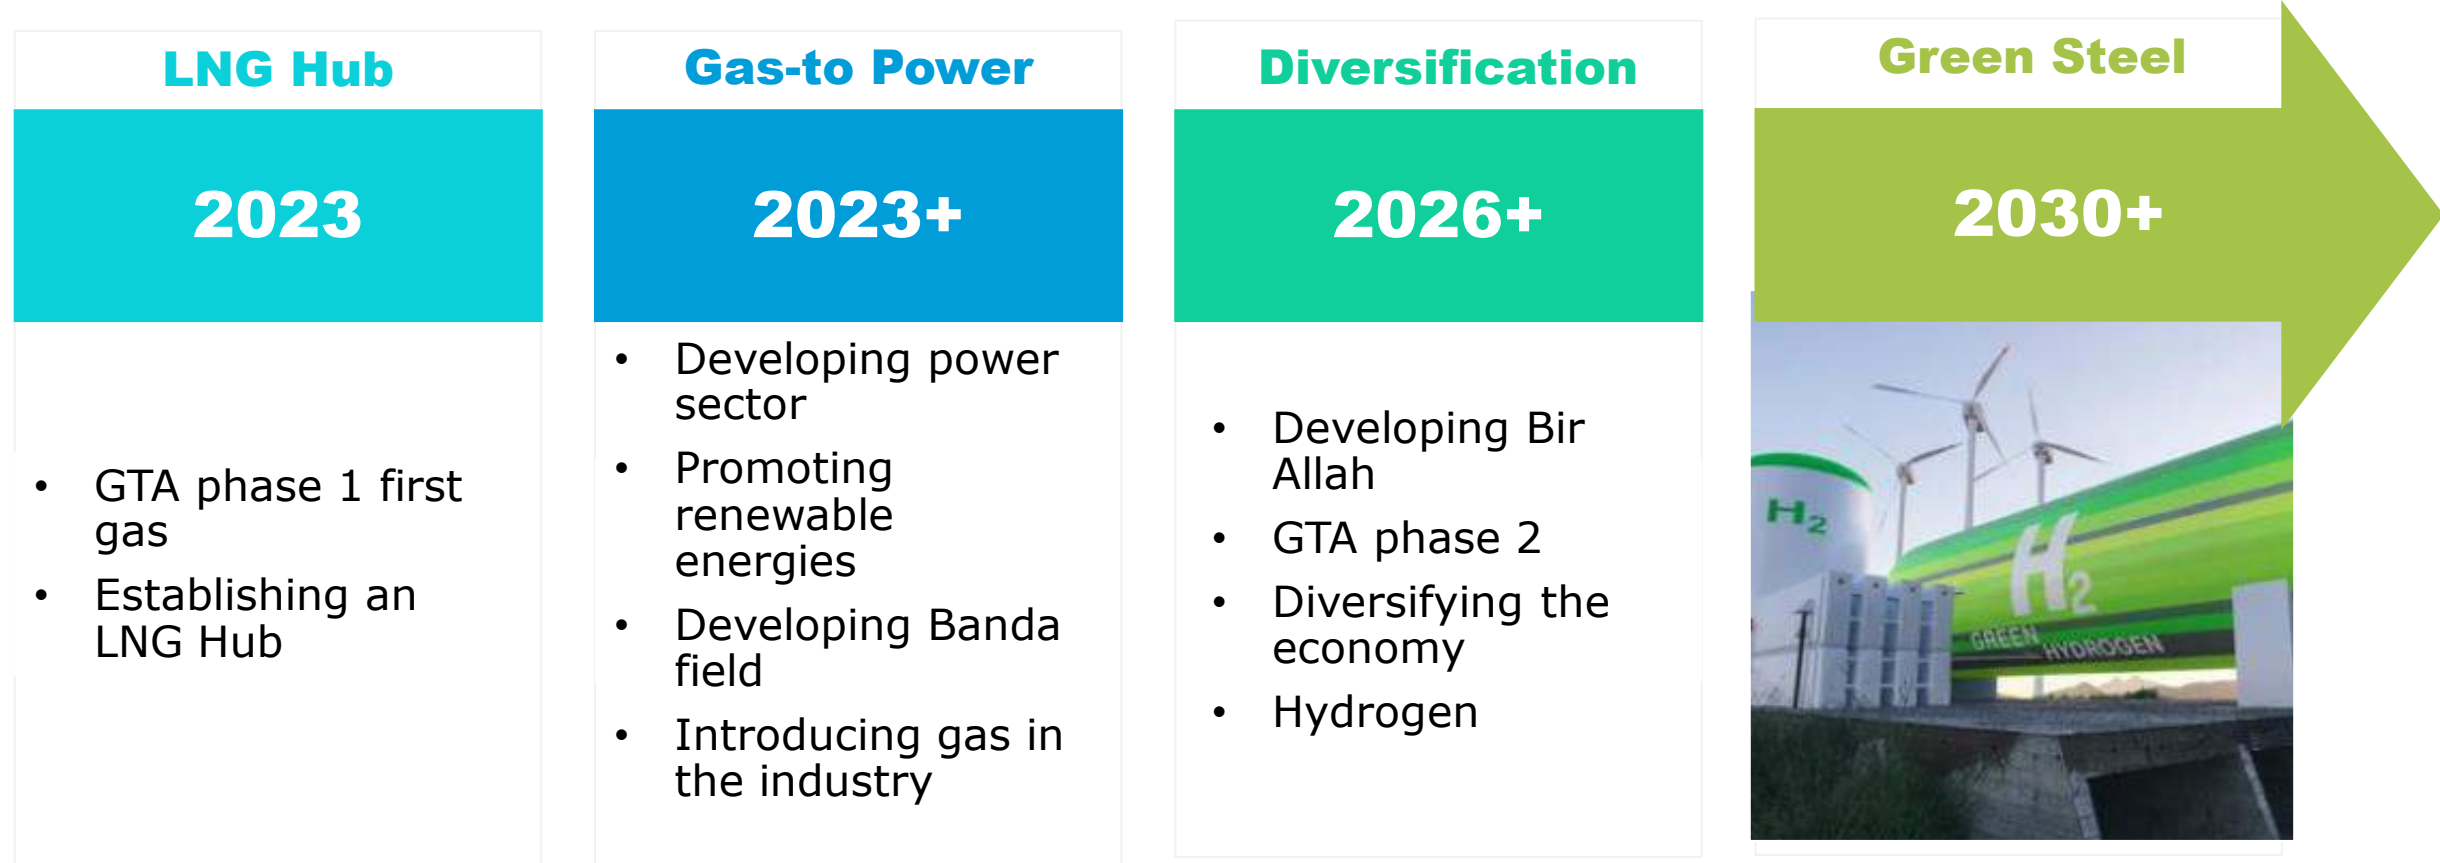 LNG Hub
2023
• GTA phase 1 first
gas
• Establishing an
LNG Hub
Gas-to Power
2023+
• Developing power
sector
• Promoting
renewable
energies
• Developing Banda
field
• Introducing gas in
the industry
Diversification
2026+
• Developing Bir
Allah
• GTA phase 2
• Diversifying the
economy
• Hydrogen
Green Steel
2030+
H2
H2
GREEN
HYDROGEN